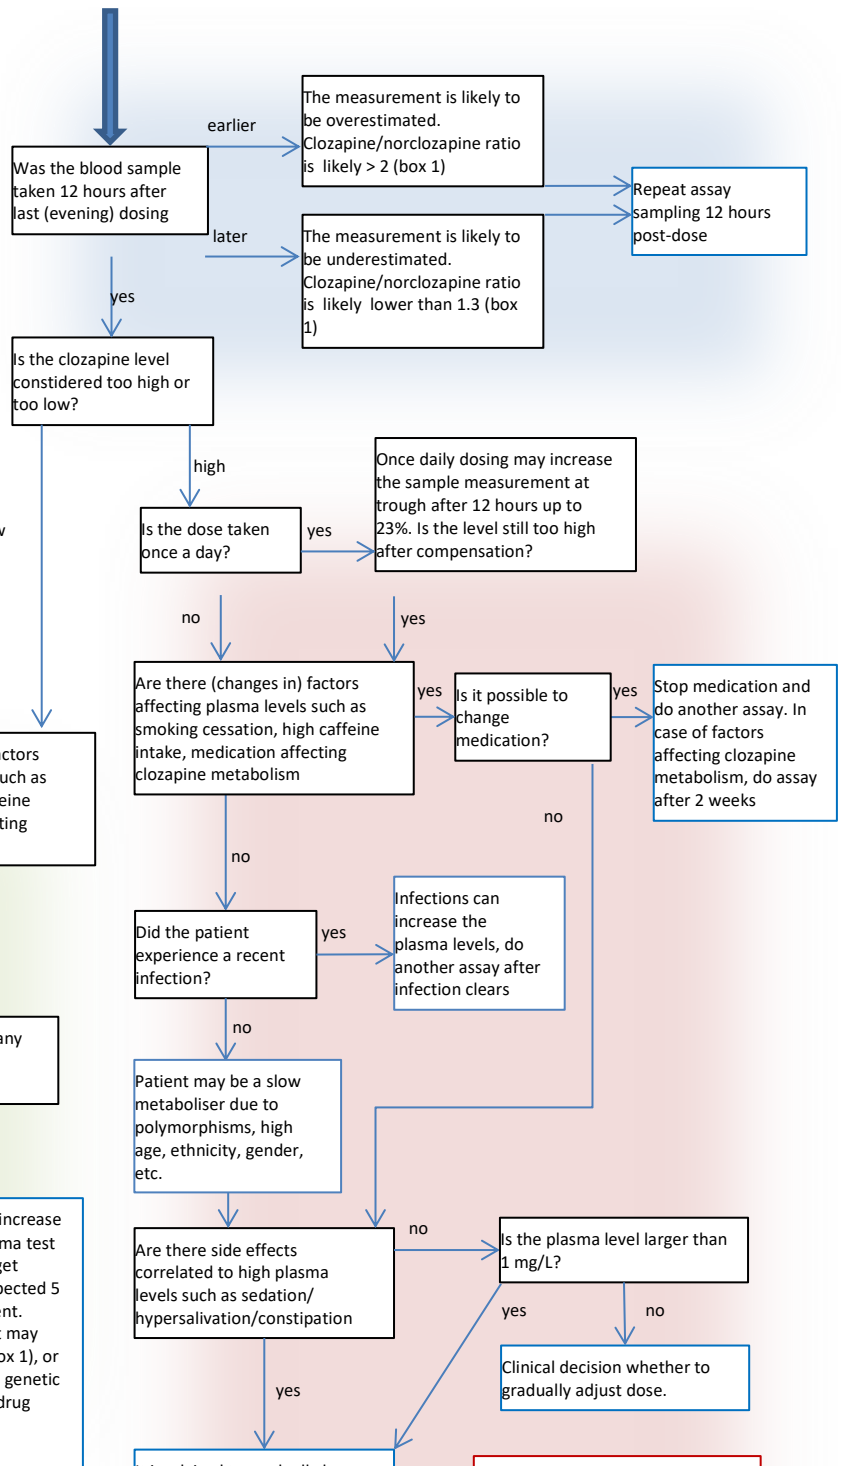 earlier
The measurement is likely to
be overestimated.
Clozapine/norclozapine ratio
is likely > 2 (box 1)
Was the blood sample
taken 12 hours after
last (evening) dosing
Repeat assay
sampling 12 hours
post-dose
later
The measurement is likely to
be underestimated.
Clozapine/norclozapine ratio
is likely lower than 1.3 (box
1)
yes
Is the clozapine level
constidered too high or
too low?
high
Once daily dosing may increase
the sample measurement at
trough after 12 hours up to
23%. Is the level still too high
after compensation?
Is the dose taken
once a day?
yes
no
yes
Are there (changes in) factors
affecting plasma levels such as
smoking cessation, high caffeine
intake, medication affecting
clozapine metabolism
yes
Is it possible to
change
medication?
yes
Stop medication and
do another assay. In
case of factors
affecting clozapine
metabolism, do assay
after 2 weeks
no
no
Did the patient
experience a recent
infection?
yes
Infections can
increase the
plasma levels, do
another assay after
infection clears
any
no
Patient may be a slow
metaboliser due to
polymorphisms, high
age, ethnicity, gender,
etc.
increase
test
5
may
1), or
genetic
drug
Are there side effects
correlated to high plasma
levels such as sedation/
hypersalivation/constipation
no
Is the plasma level larger than
1 mg/L?
yes
no
Clinical decision whether to
gradually adjust dose.
yes